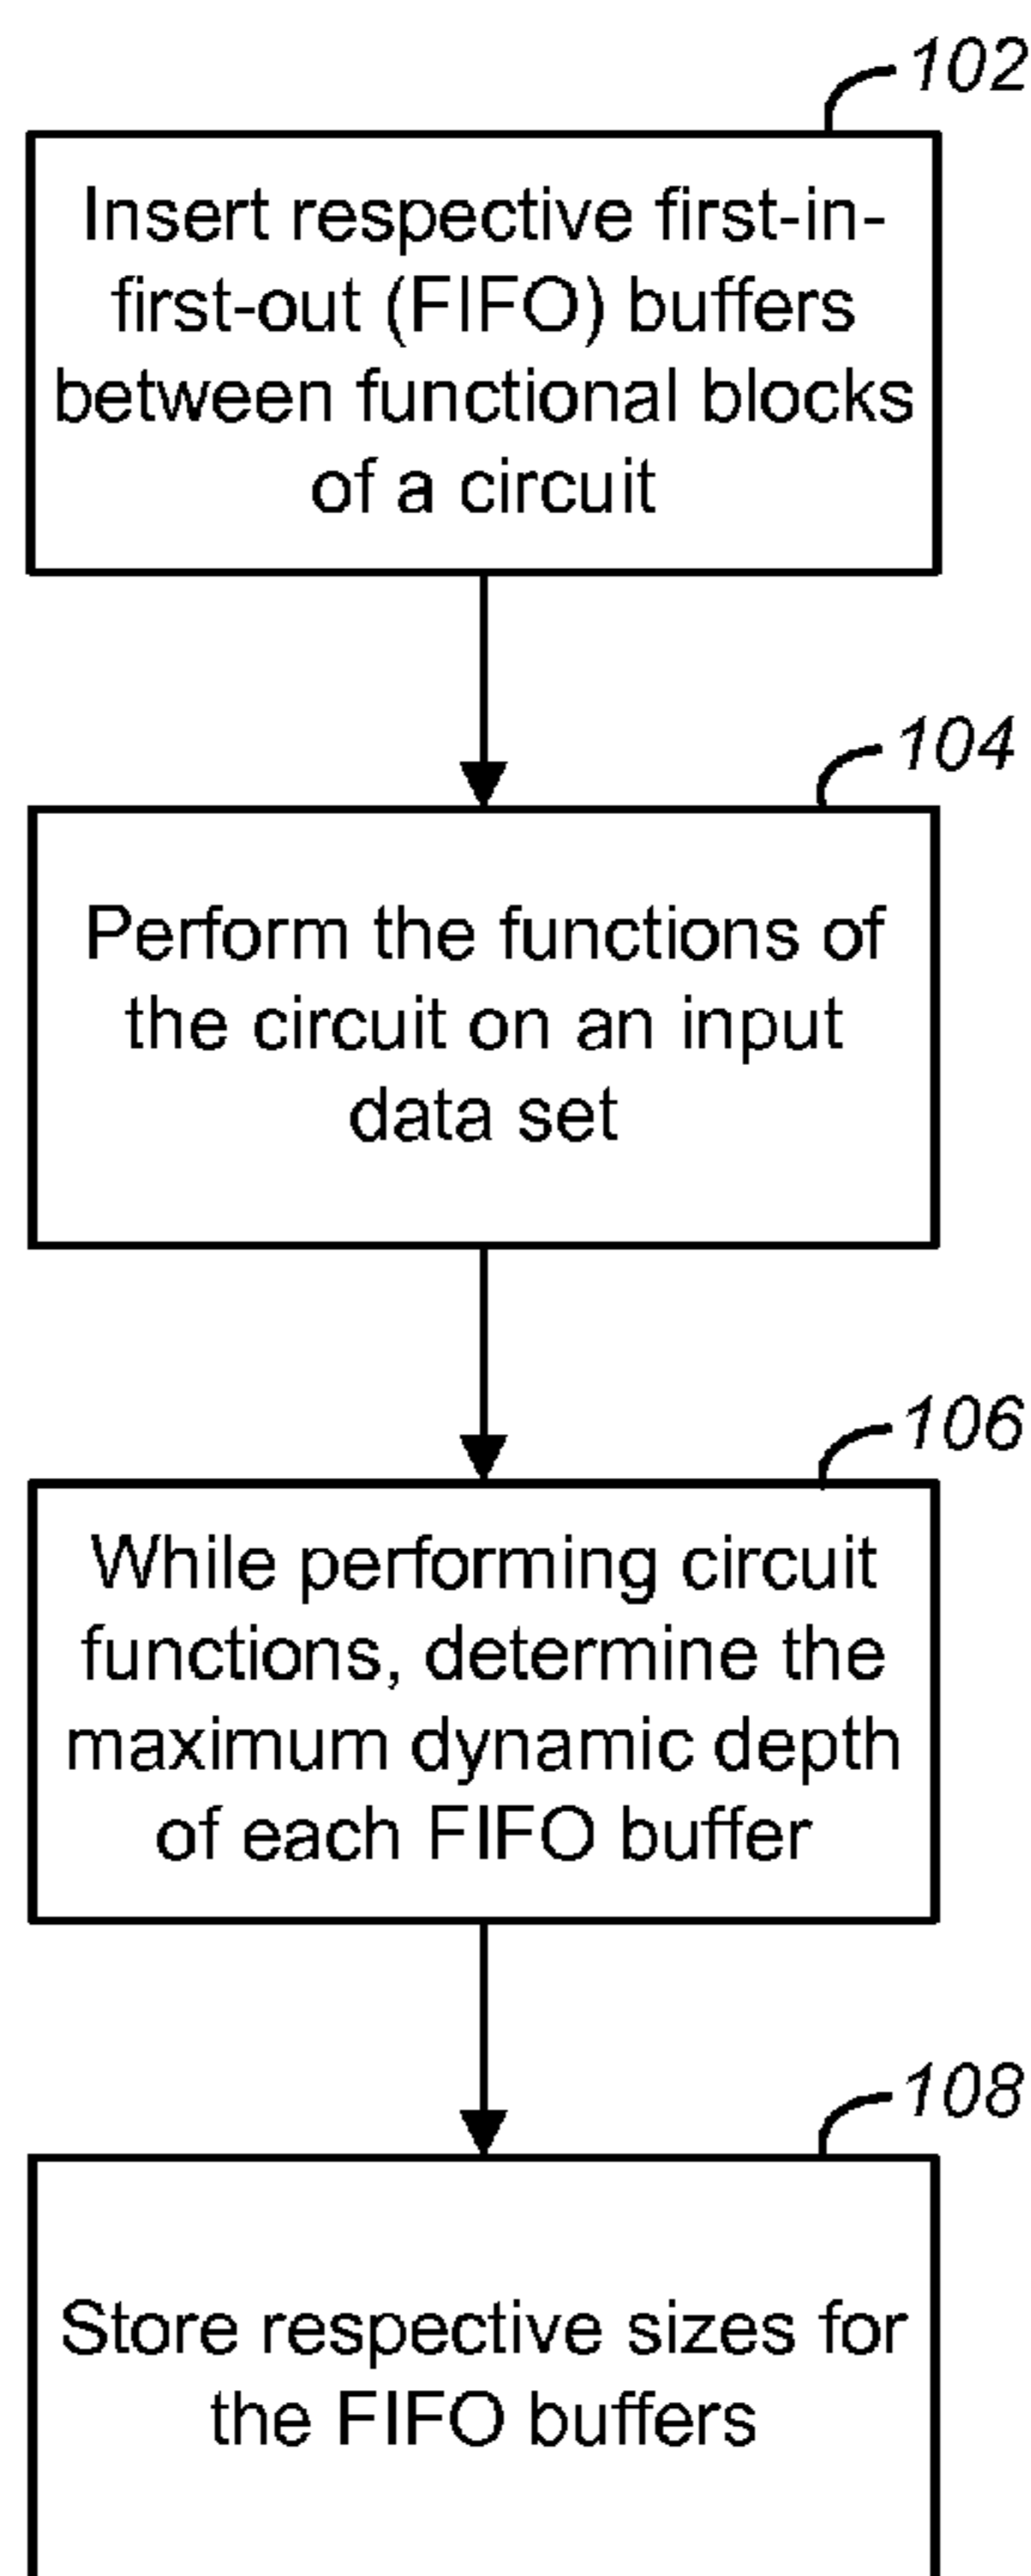 102
Insert respective first-in-
first-out (FIFO) buffers
between functional blocks
of a circuit
104
Perform the functions of
the circuit on an input
data set
106
While performing circuit
functions, determine the
maximum dynamic depth
of each FIFO buffer
108
Store respective sizes for
the FIFO buffers